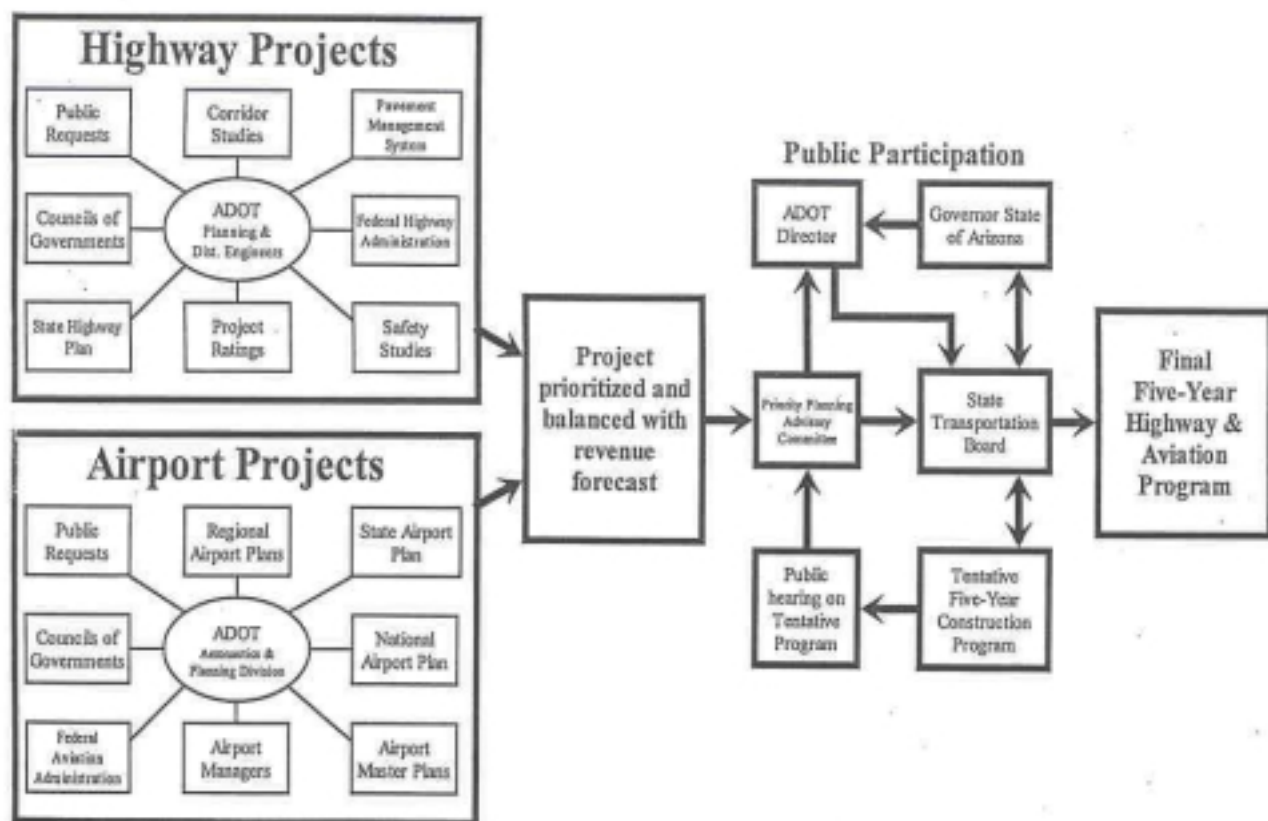 Highway Projects
Public
Requests
Corridor
Studies
Pavement
Management
System
Councils of
Governments
ADOT
Planning &
Dist. Engineers
Federal Highway
Administration
State Highway
Plan
Project
Ratings
Safety
Studies
Airport Projects
Public
Requests
Regional
Airport Plans
State Airport
Plan
Councils of
Governments
ADOT
Aeronautics &
Planning Division
National
Airport Plan
Federal
Aviation
Administration
Airport
Managers
Airport
Master Plans
Project
prioritized and
balanced with
revenue
forecast
Public Participation
ADOT
Director
Governor State
of Arizona
Priority Planning
Advisory
Committee
State
Transportation
Board
Public
hearing on
Tentative
Program
Tentative
Five-Year
Construction
Program
Final
Five-Year
Highway &
Aviation
Program